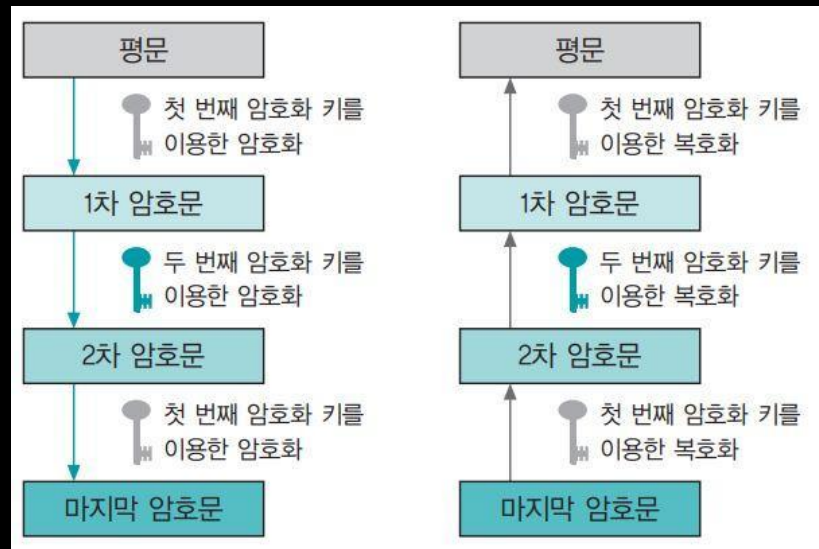 평문
첫 번째 암호화 키를
이용한 암호화
1차 암호문
두 번째 암호화 키를
이용한 암호화
2차 암호문
첫 번째 암호화 키를
이용한 암호화
마지막 암호문
평문
첫 번째 암호화 키를
이용한 복호화
1차 암호문
두 번째 암호화 키를
이용한 복호화
2차 암호문
첫 번째 암호화 키를
이용한 복호화
마지막 암호문